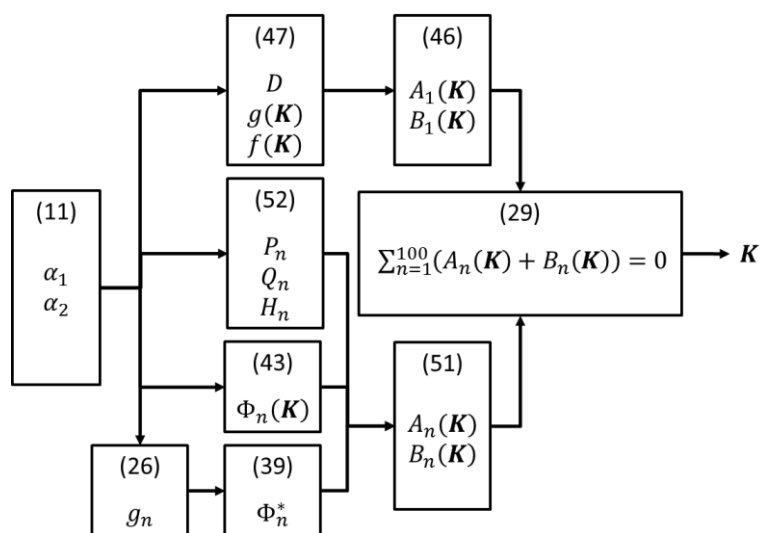 (47)
D
g(K)
f(K)
(46)
A₁(K)
B₁(K)
(11)
α₁
α₂
(52)
Pₙ
Qₙ
Hₙ
(29)
∑ₙ₌₁¹⁰⁰(Aₙ(K) + Bₙ(K)) = 0
K
(43)
Φₙ(K)
(51)
Aₙ(K)
Bₙ(K)
(26)
gₙ
(39)
Φₙ*